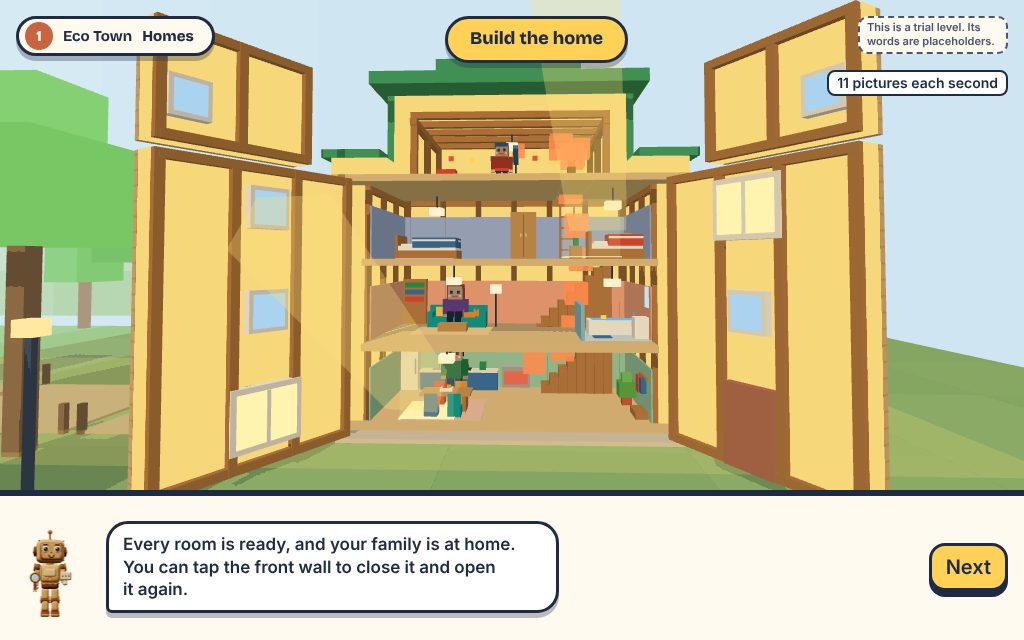 1 Eco Town Homes
Build the home
This is a trial level. Its
words are placeholders.
11 pictures each second
Every room is ready, and your family is at home.
You can tap the front wall to close it and open
it again.
Next